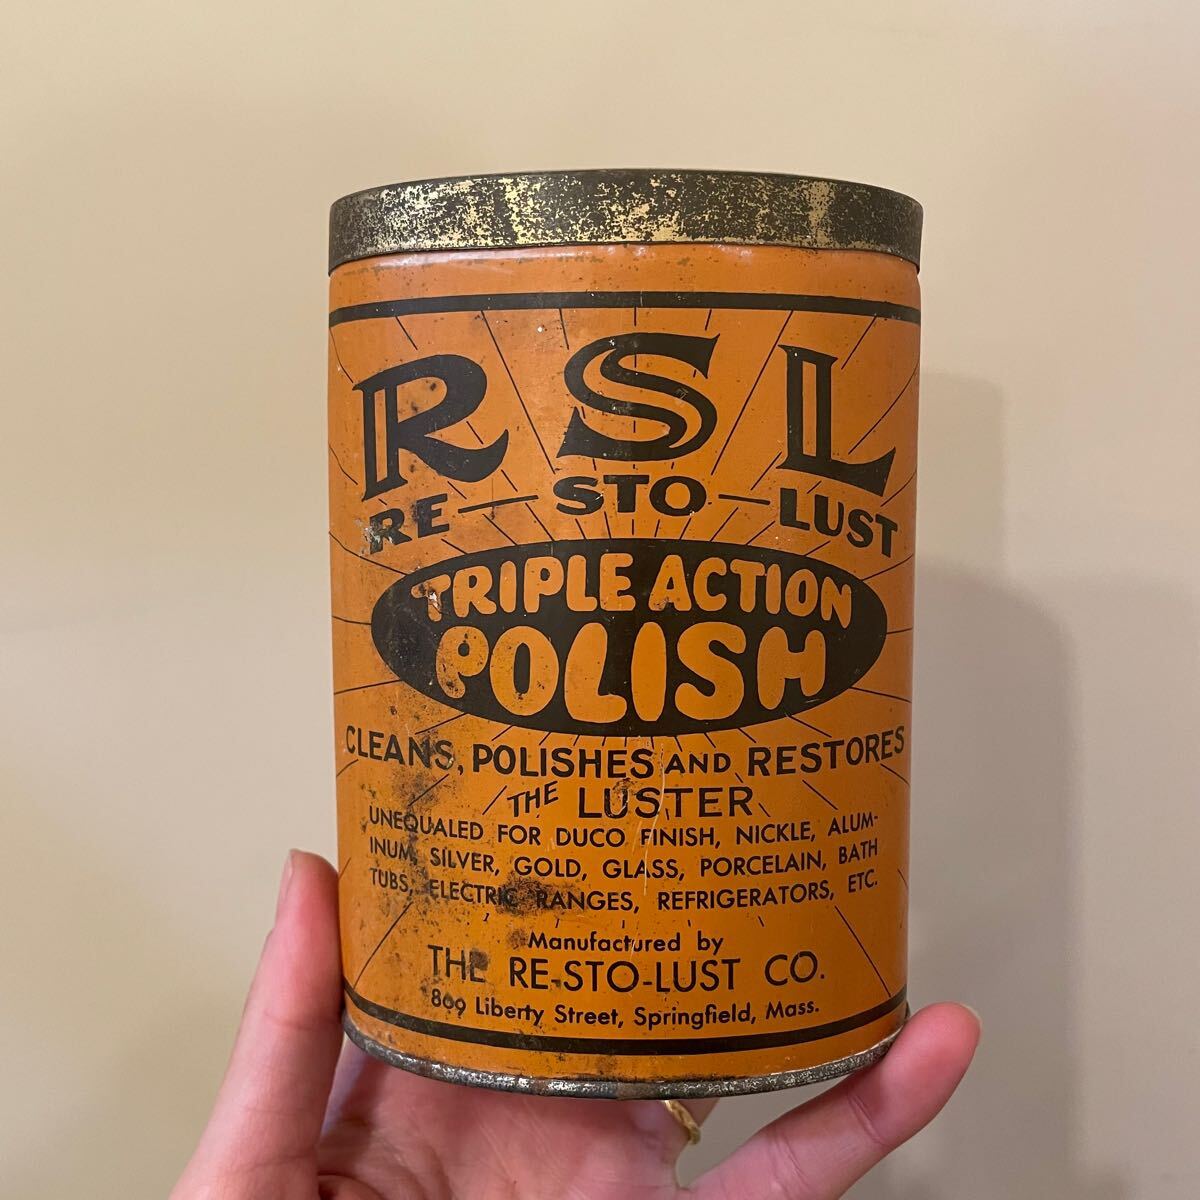 R S L
RE-STO-LUST
TRIPLE ACTION
POLISH
CLEANS, POLISHES AND RESTORES
THE LUSTER
UNEQUALED FOR DUCO FINISH, NICKLE, ALUM-
INUM, SILVER, GOLD, GLASS, PORCELAIN, BATH
TUBS, ELECTRIC RANGES, REFRIGERATORS, ETC.
Manufactured by
THE RE-STO-LUST CO.
809 Liberty Street, Springfield, Mass.